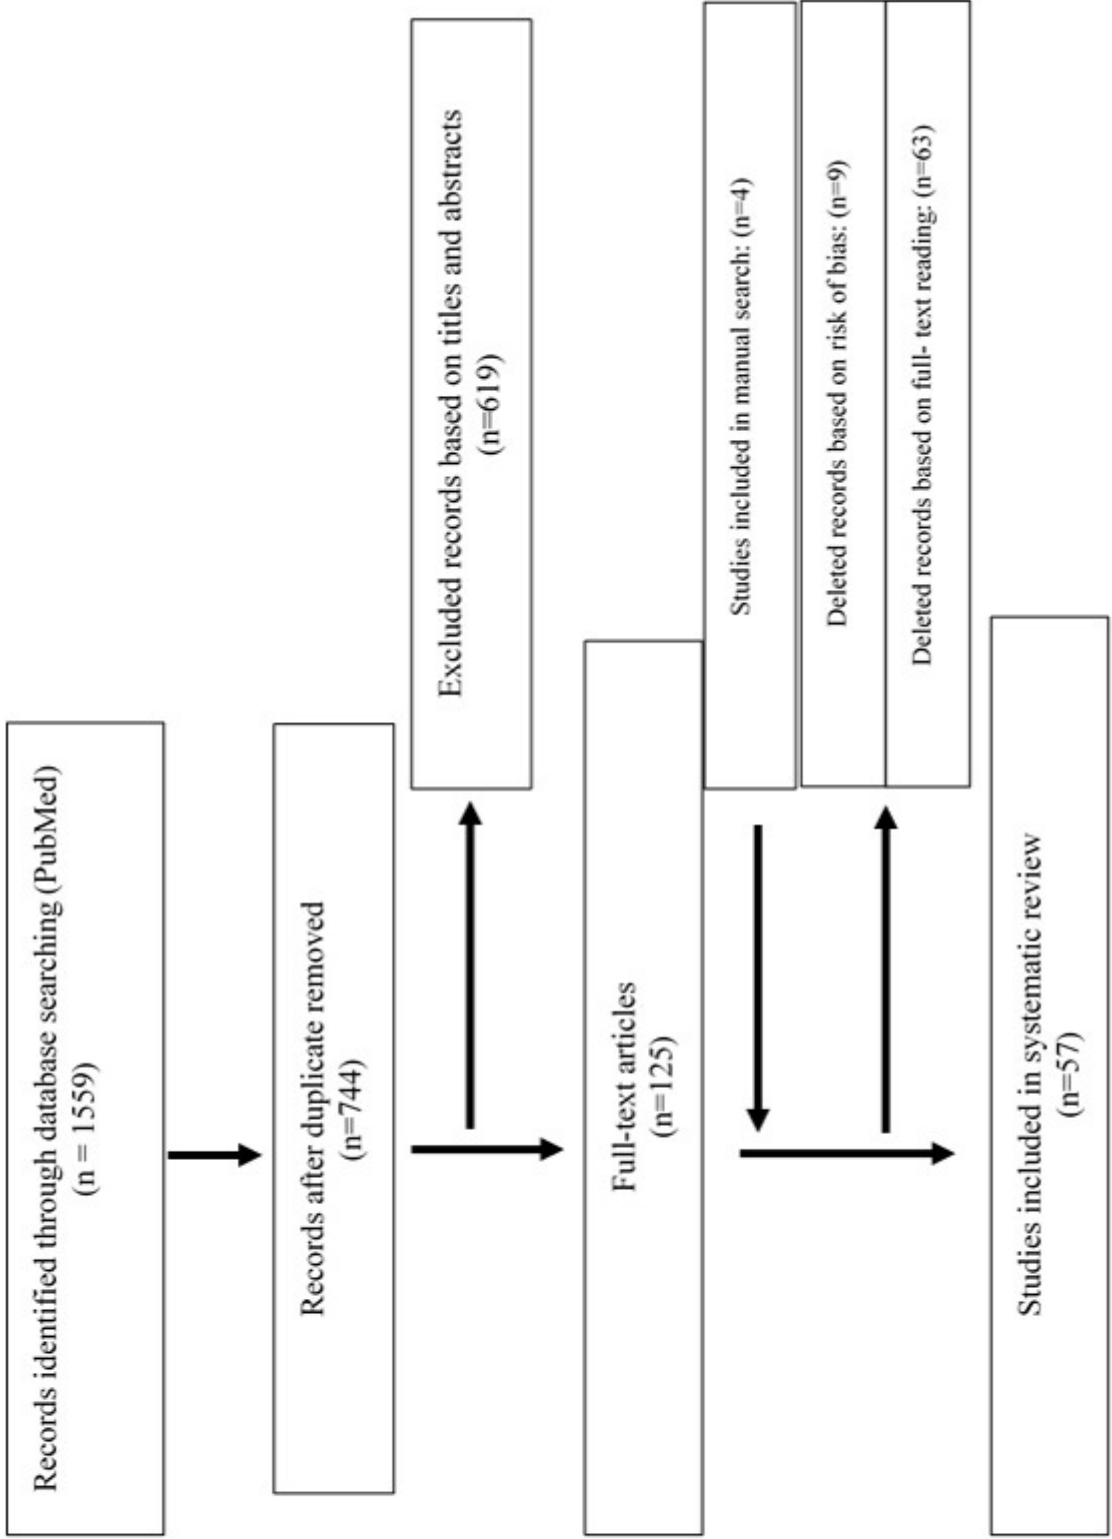 Records identified through database searching (PubMed)
(n = 1559)
Records after duplicate removed
(n=744)
Excluded records based on titles and abstracts
(n=619)
Full-text articles
(n=125)
Studies included in manual search: (n=4)
Deleted records based on risk of bias: (n=9)
Deleted records based on full- text reading: (n=63)
Studies included in systematic review
(n=57)